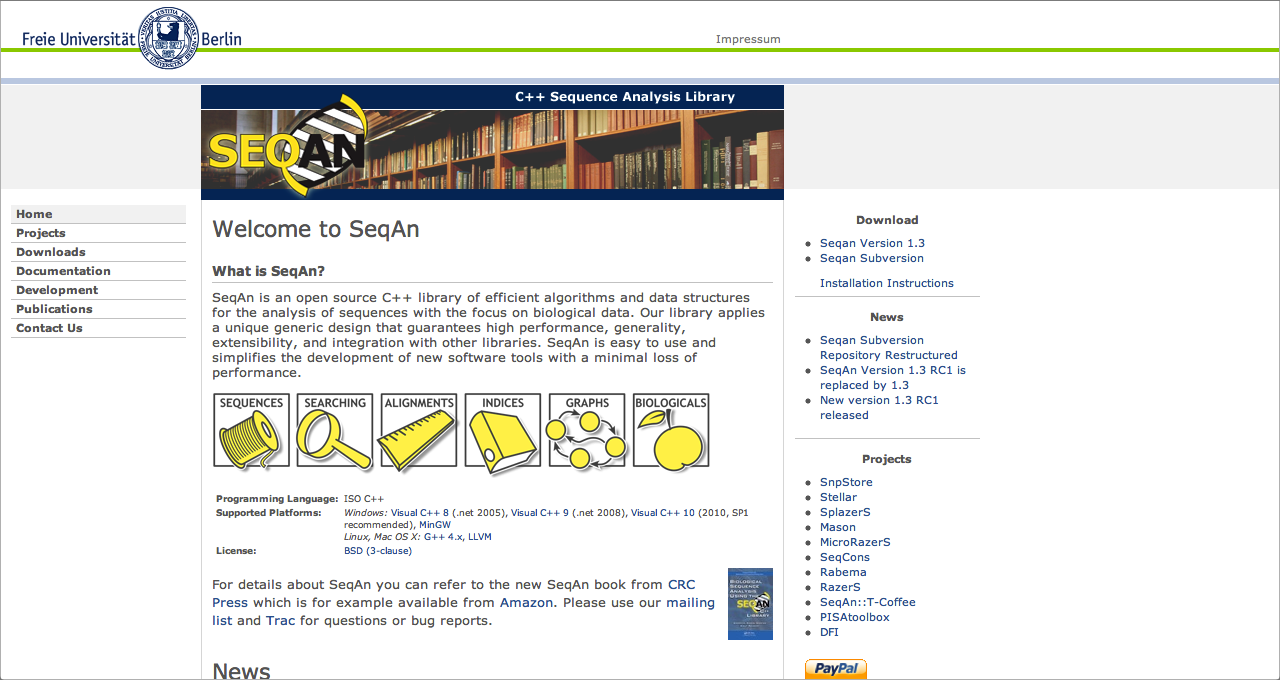 Freie Universität Berlin
Impressum
C++ Sequence Analysis Library
SEQAN
Home
Projects
Downloads
Documentation
Development
Publications
Contact Us
Welcome to SeqAn
What is SeqAn?
SeqAn is an open source C++ library of efficient algorithms and data structures
for the analysis of sequences with the focus on biological data. Our library applies
a unique generic design that guarantees high performance, generality,
extensibility, and integration with other libraries. SeqAn is easy to use and
simplifies the development of new software tools with a minimal loss of
performance.
SEQUENCES SEARCHING ALIGNMENTS INDICES GRAPHS BIOLOGICALS
Programming Language: ISO C++
Supported Platforms: Windows: Visual C++ 8 (.net 2005), Visual C++ 9 (.net 2008), Visual C++ 10 (2010, SP1
recommended), MinGW
Linux, Mac OS X: G++ 4.x, LLVM
License: BSD (3-clause)
For details about SeqAn you can refer to the new SeqAn book from CRC
Press which is for example available from Amazon. Please use our mailing
list and Trac for questions or bug reports.
BIOLOGICAL
SEQUENCE
ANALYSIS
USING THE
SEQAN
C++
LIBRARY
News
Download
Seqan Version 1.3
Seqan Subversion
Installation Instructions
News
Seqan Subversion
Repository Restructured
SeqAn Version 1.3 RC1 is
replaced by 1.3
New version 1.3 RC1
released
Projects
SnpStore
Stellar
SplazerS
Mason
MicroRazerS
SeqCons
Rabema
RazerS
SeqAn::T-Coffee
PISAtoolbox
DFI
PayPal